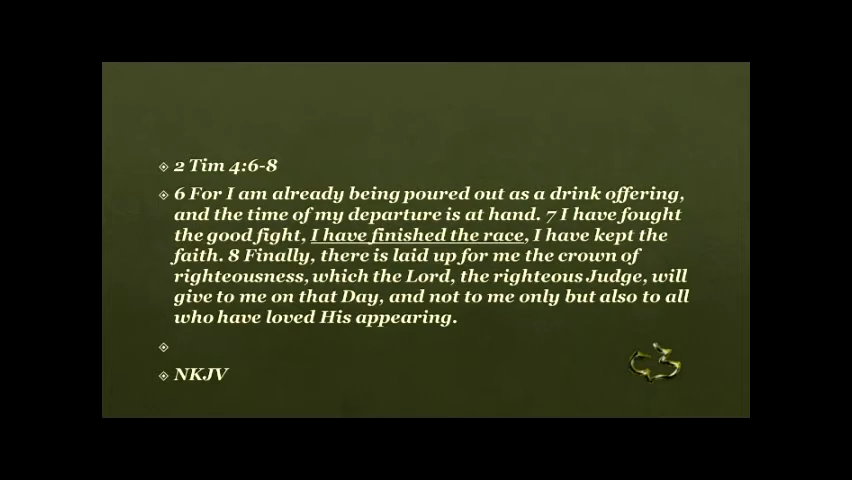 2 Tim 4:6-8
6 For I am already being poured out as a drink offering,
and the time of my departure is at hand. 7 I have fought
the good fight, I have finished the race, I have kept the
faith. 8 Finally, there is laid up for me the crown of
righteousness, which the Lord, the righteous Judge, will
give to me on that Day, and not to me only but also to all
who have loved His appearing.
NKJV